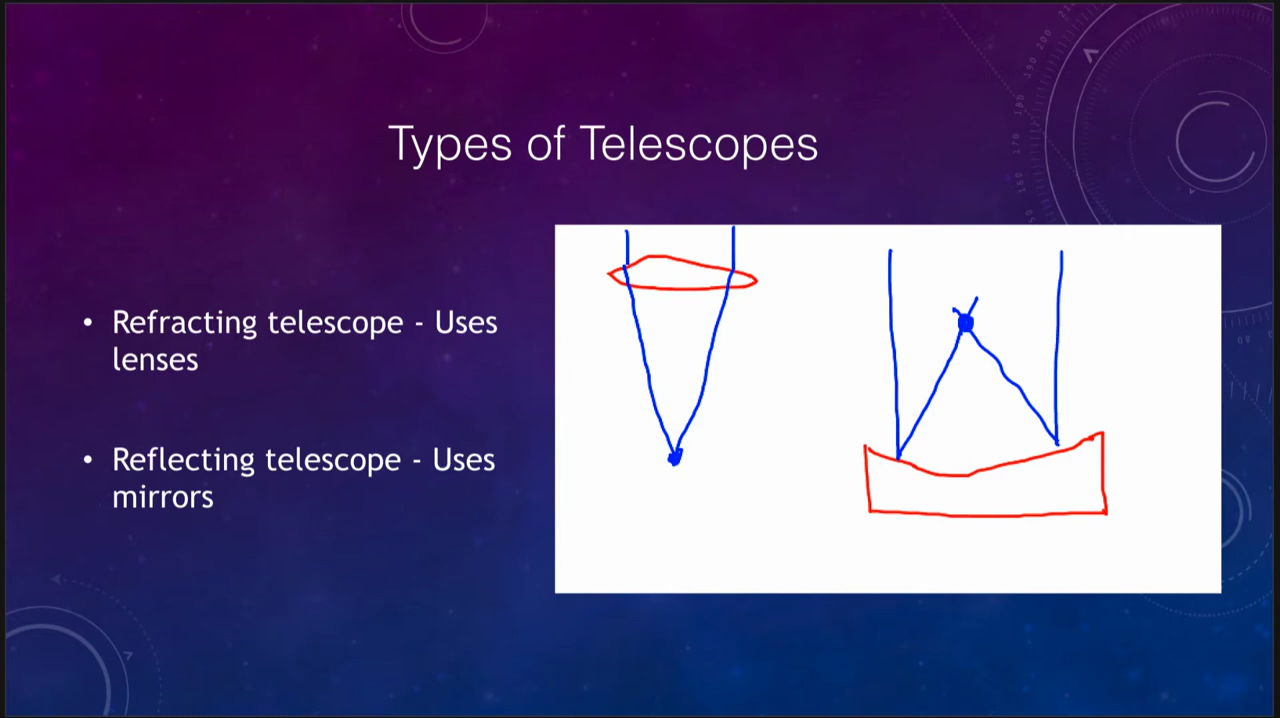 Types of Telescopes
• Refracting telescope - Uses
lenses
• Reflecting telescope - Uses
mirrors